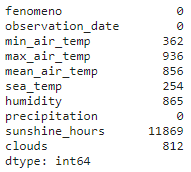 fenomeno 0
observation_date 0
min_air_temp 362
max_air_temp 936
mean_air_temp 856
sea_temp 254
humidity 865
precipitation 0
sunshine_hours 11869
clouds 812
dtype: int64